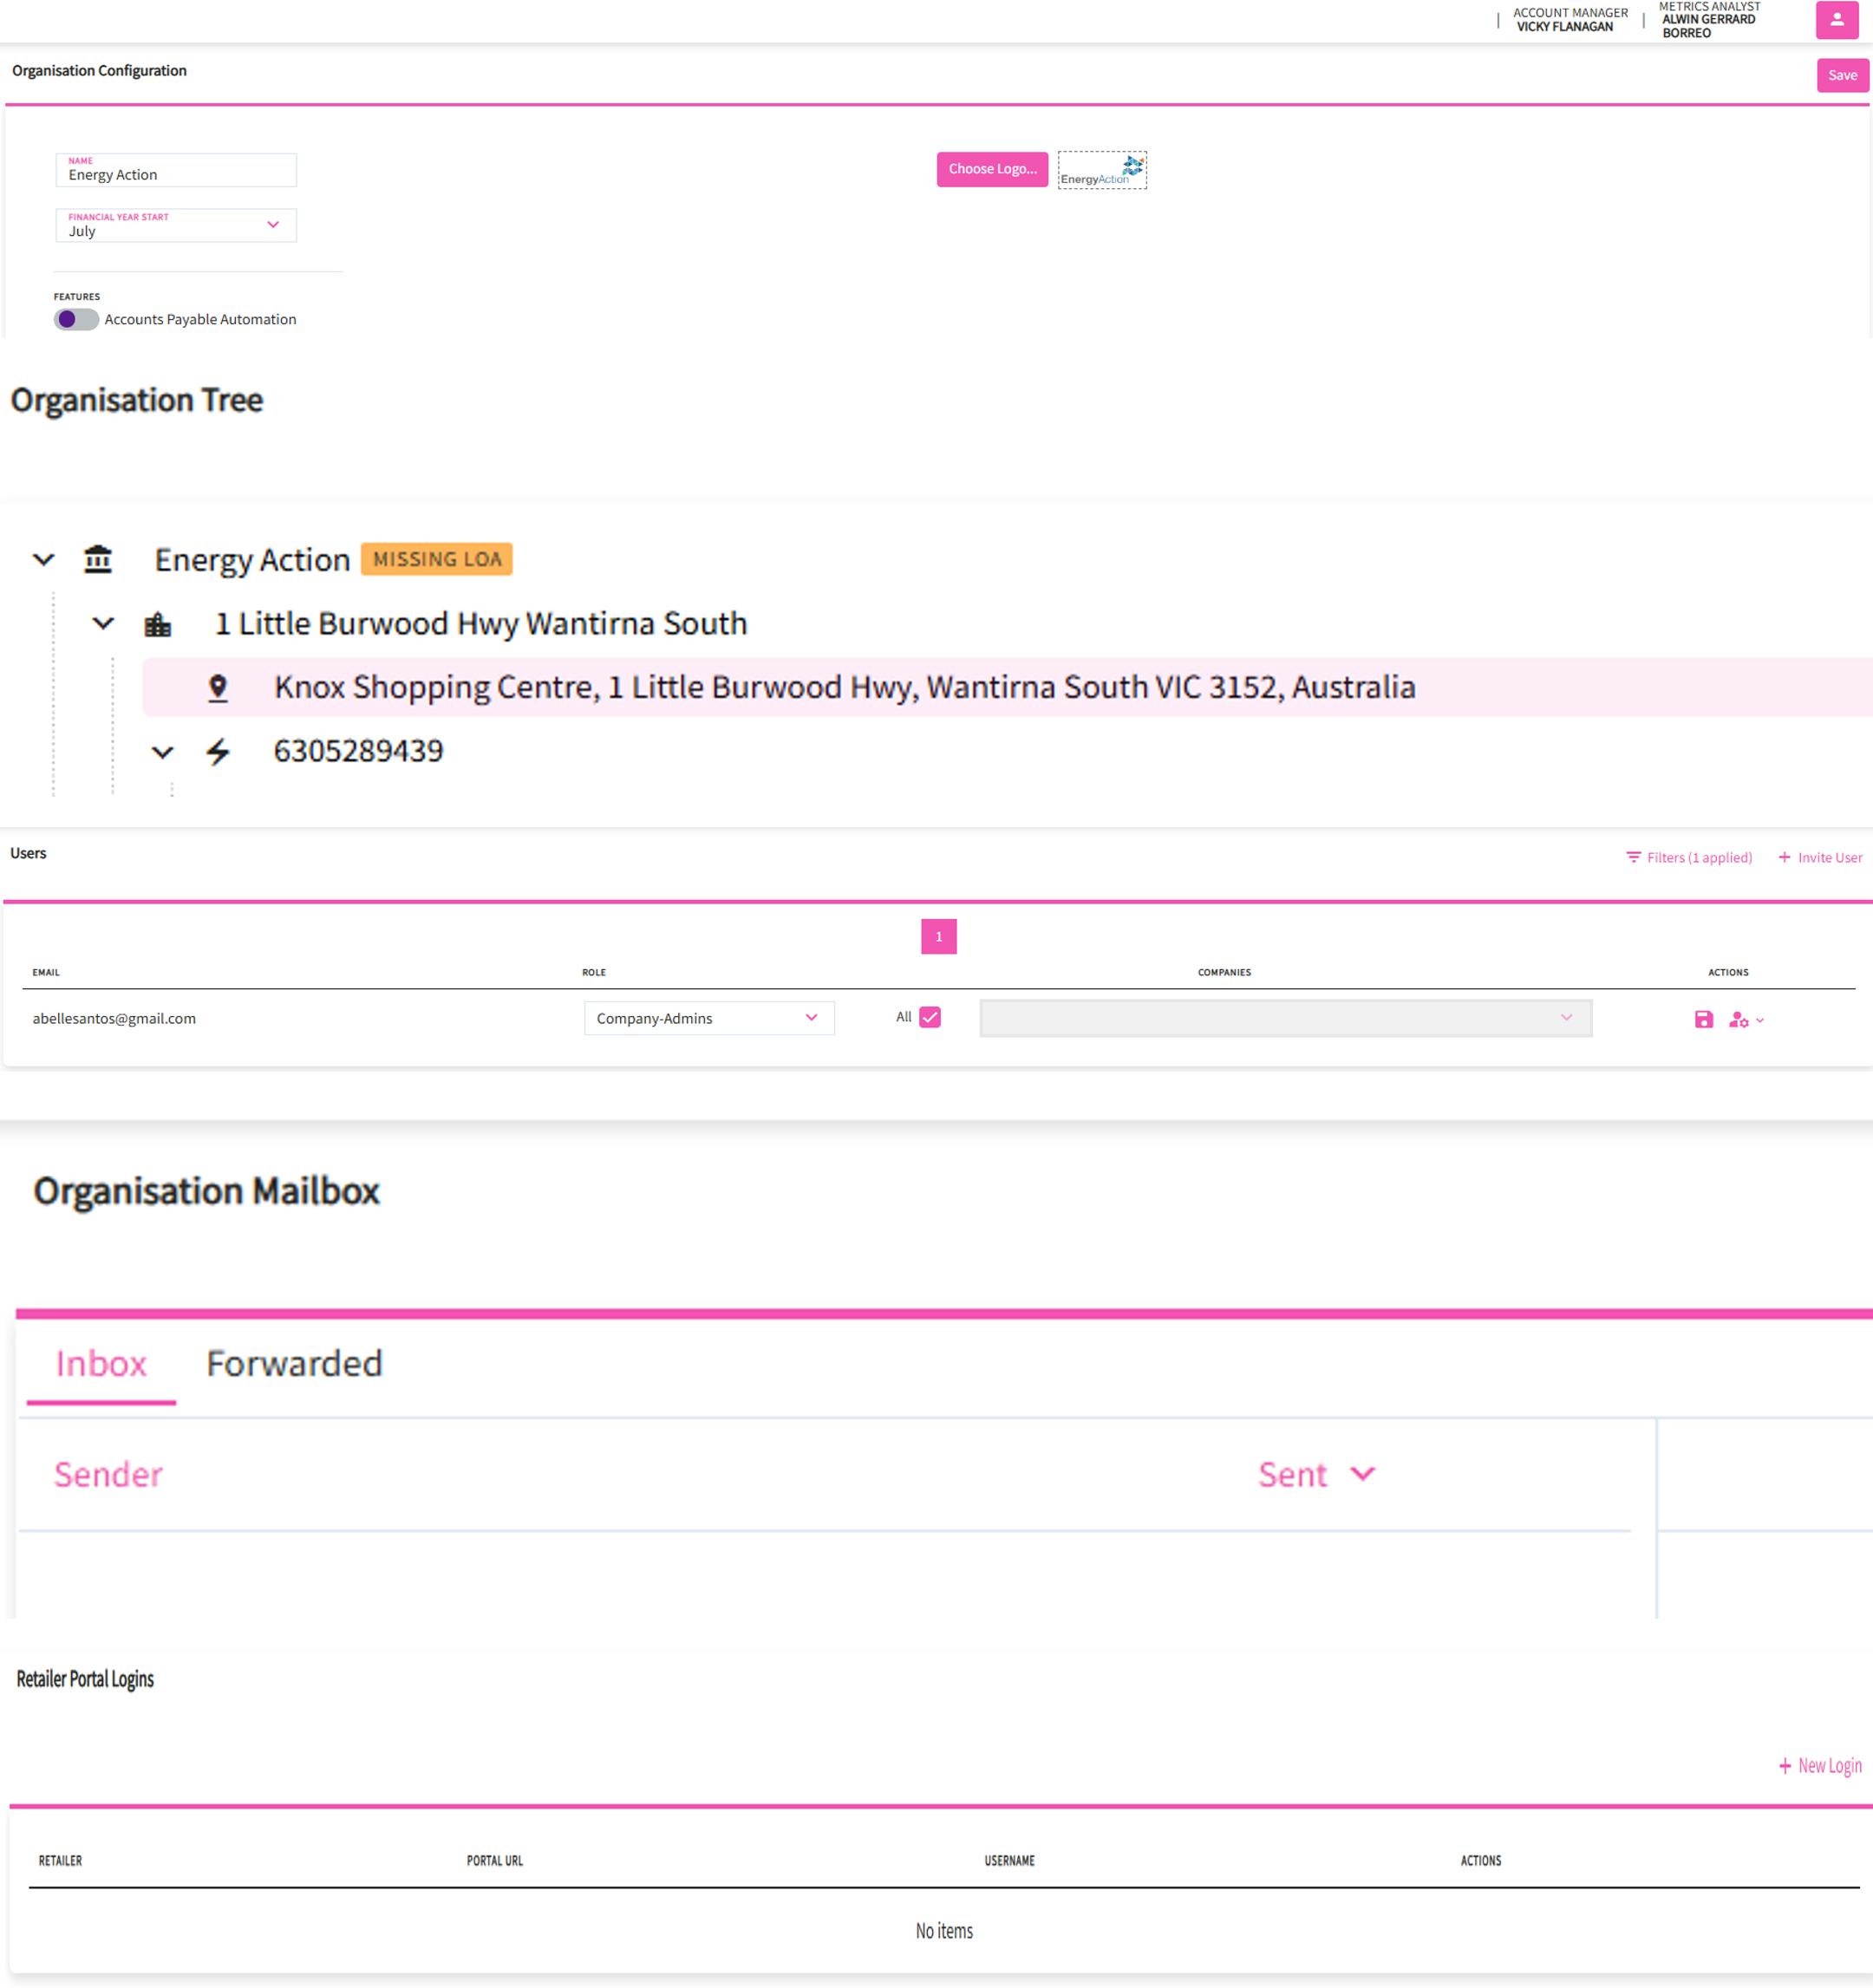 ACCOUNT MANAGER
VICKY FLANAGAN
METRICS ANALYST
ALWIN GERRARD
BORREO
Organisation Configuration
Save
NAME
Energy Action
Choose Logo...
EnergyAction
FINANCIAL YEAR START
July
FEATURES
Accounts Payable Automation
Organisation Tree
Energy Action MISSING LOA
1 Little Burwood Hwy Wantirna South
Knox Shopping Centre, 1 Little Burwood Hwy, Wantirna South VIC 3152, Australia
6305289439
Users
Filters (1 applied) + Invite User
1
EMAIL ROLE COMPANIES ACTIONS
abellesantos@gmail.com Company-Admins All
Organisation Mailbox
Inbox Forwarded
Sender Sent
Retailer Portal Logins
+ New Login
RETAILER PORTAL URL USERNAME ACTIONS
No items